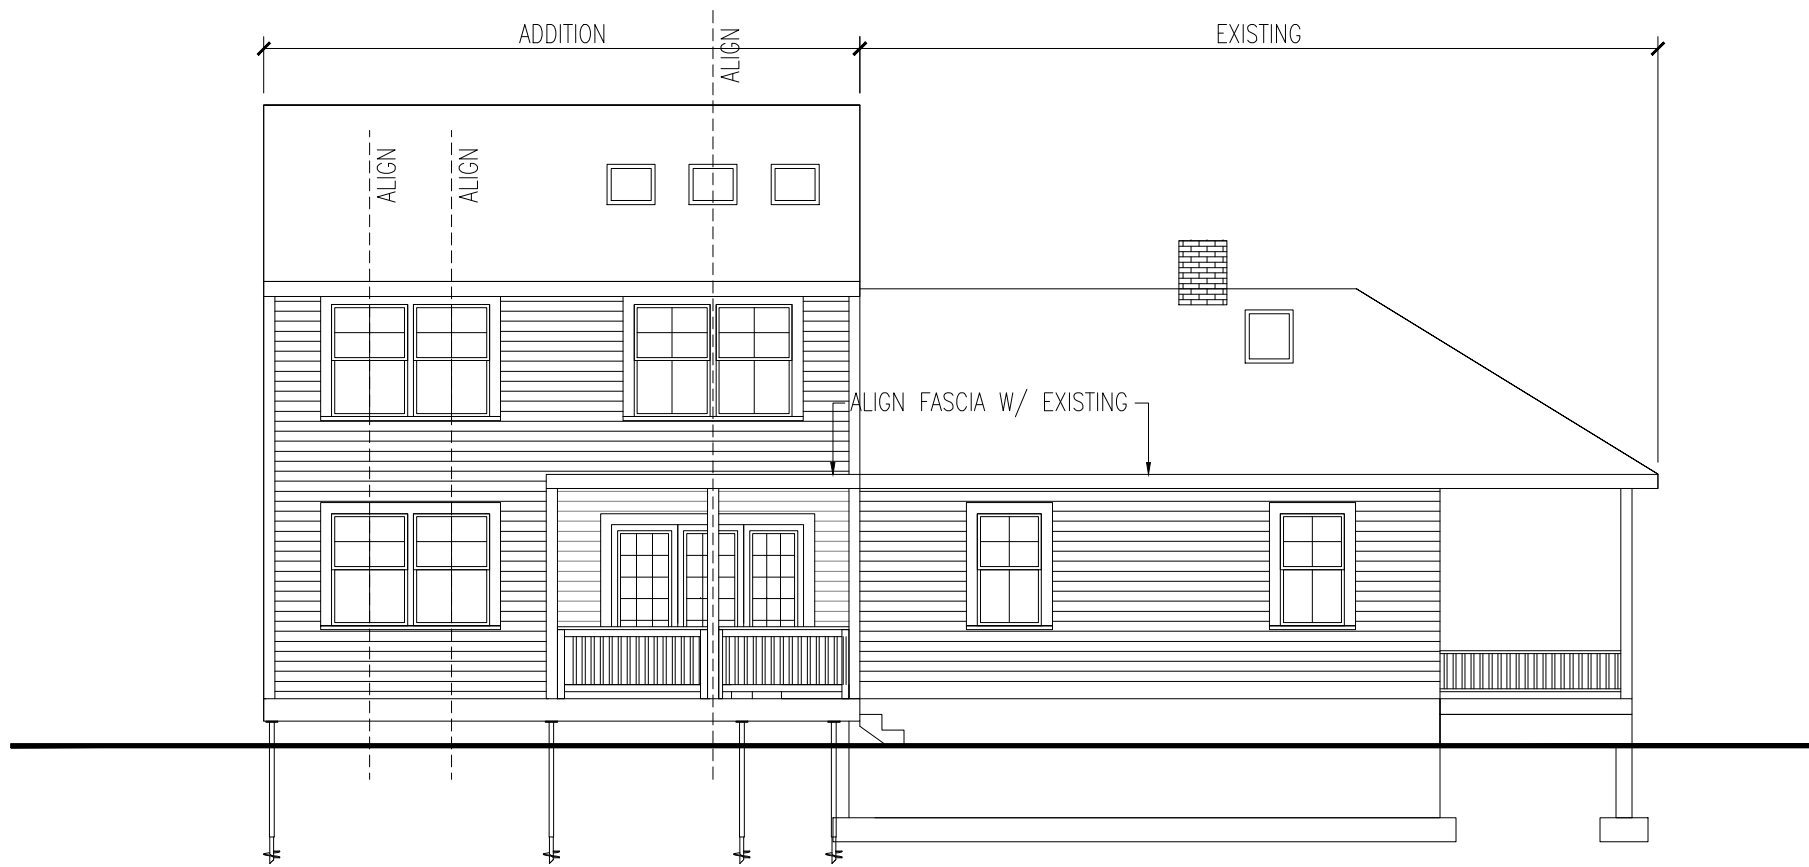 ADDITION
EXISTING
ALIGN
ALIGN
ALIGN
ALIGN FASCIA W/ EXISTING